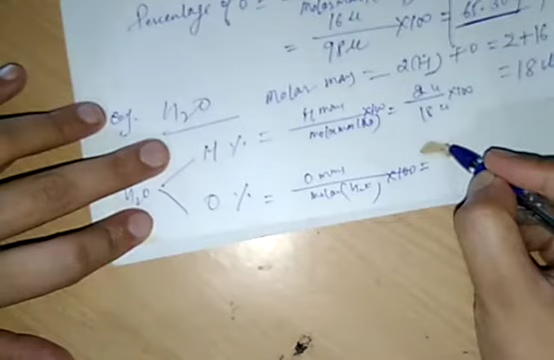 Percentage of O =
= 16 u / 98 u × 100 = 65.30
Molar mass = 2(H) + O = 2 + 16
= 18 u
eg. H₂O
H % = H mass / molar mass × 100 = 2 u / 18 u × 100
H₂O
O % = O mass / molar (H₂O) × 100 =